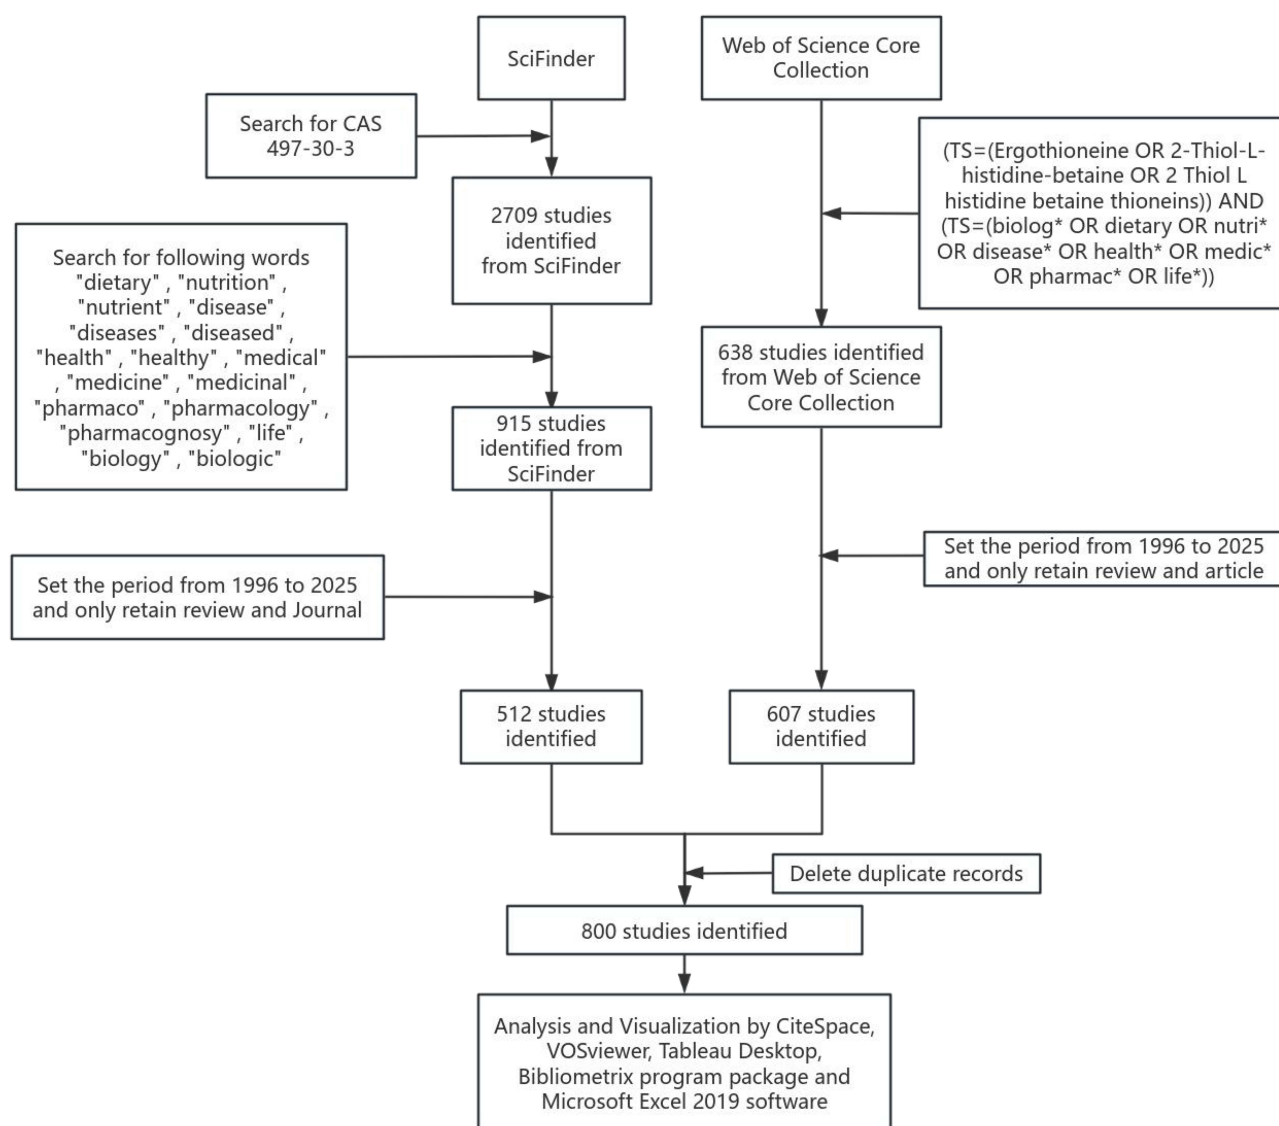 SciFinder
Web of Science Core
Collection
Search for CAS
497-30-3
(TS=(Ergothioneine OR 2-Thiol-L-
histidine-betaine OR 2 Thiol L
histidine betaine thioneins)) AND
(TS=(biolog* OR dietary OR nutri*
OR disease* OR health* OR medic*
OR pharmac* OR life*))
2709 studies
identified
from SciFinder
Search for following words
"dietary" , "nutrition" ,
"nutrient" , "disease" ,
"diseases" , "diseased" ,
"health" , "healthy" , "medical"
, "medicine" , "medicinal" ,
"pharmaco" , "pharmacology" ,
"pharmacognosy" , "life" ,
"biology" , "biologic"
638 studies identified
from Web of Science
Core Collection
915 studies
identified from
SciFinder
Set the period from 1996 to 2025
and only retain review and article
Set the period from 1996 to 2025
and only retain review and Journal
512 studies
identified
607 studies
identified
Delete duplicate records
800 studies identified
Analysis and Visualization by CiteSpace,
VOSviewer, Tableau Desktop,
Bibliometrix program package and
Microsoft Excel 2019 software